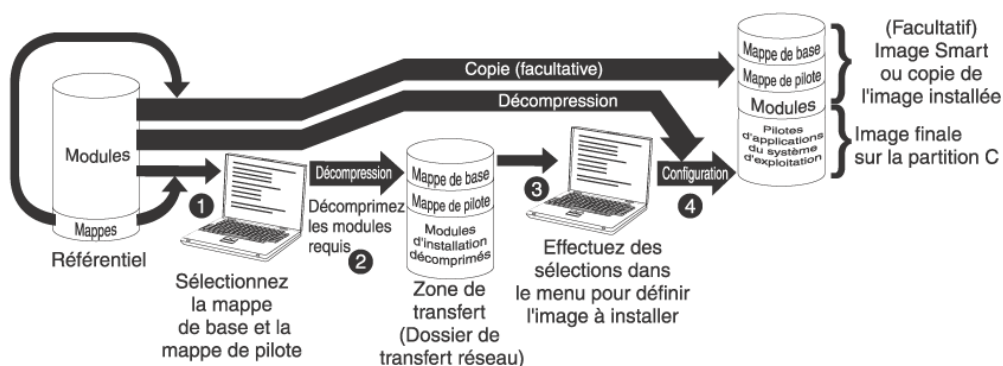 Modules
Mappes
Référentiel
1
Sélectionnez
la mappe
de base et la
mappe de pilote
Copie (facultative)
Décompression
Décompression
Décomprimez
les modules
requis 2
Mappe de base
Mappe de pilote
Modules
d'installation
décomprimés
Zone de
transfert
(Dossier de
transfert réseau)
3
Effectuez des
sélections dans
le menu pour définir
l'image à installer
Configuration
4
Mappe de base
Mappe de pilote
Modules
Pilotes
d'applications
du système
d'exploitation
(Facultatif)
Image Smart
ou copie de
l'image installée
Image finale
sur la partition C